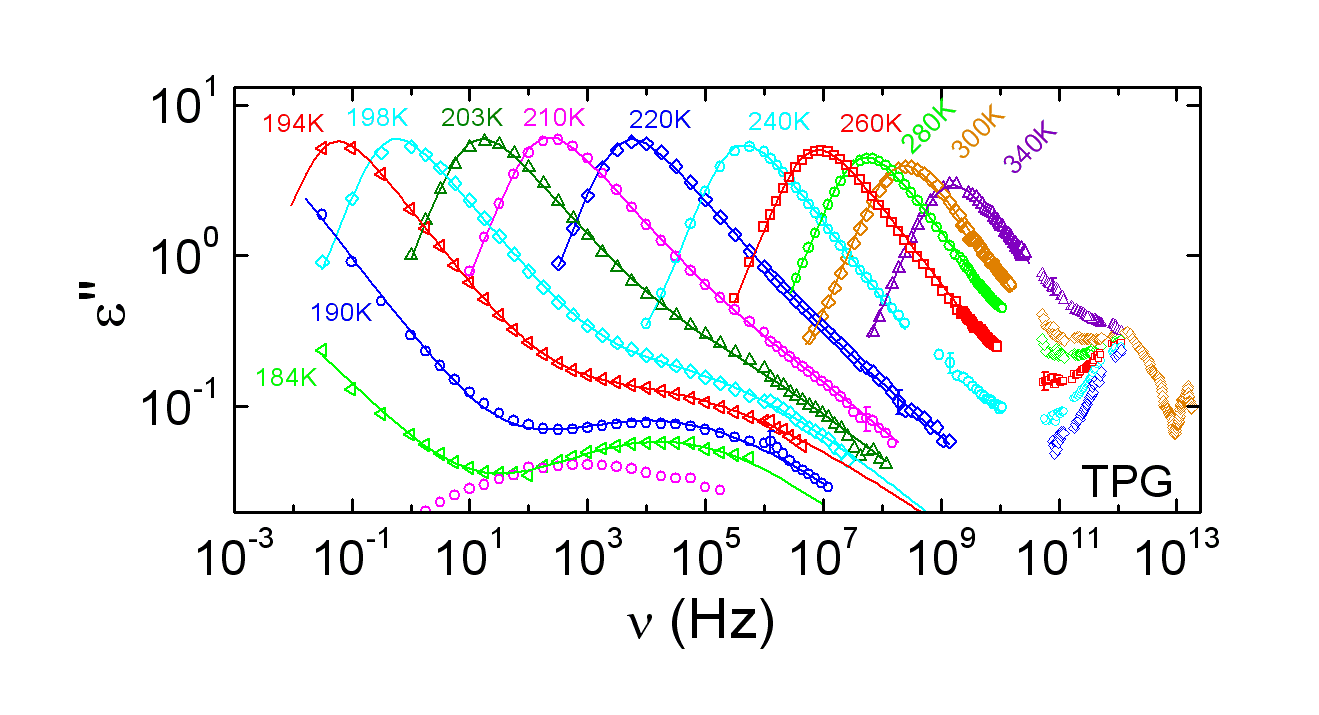 10¹
10⁰
10⁻¹
ε"
194K 198K 203K 210K 220K 240K 260K 280K 300K 340K
190K
184K
TPG
10⁻³ 10⁻¹ 10¹ 10³ 10⁵ 10⁷ 10⁹ 10¹¹ 10¹³
ν (Hz)